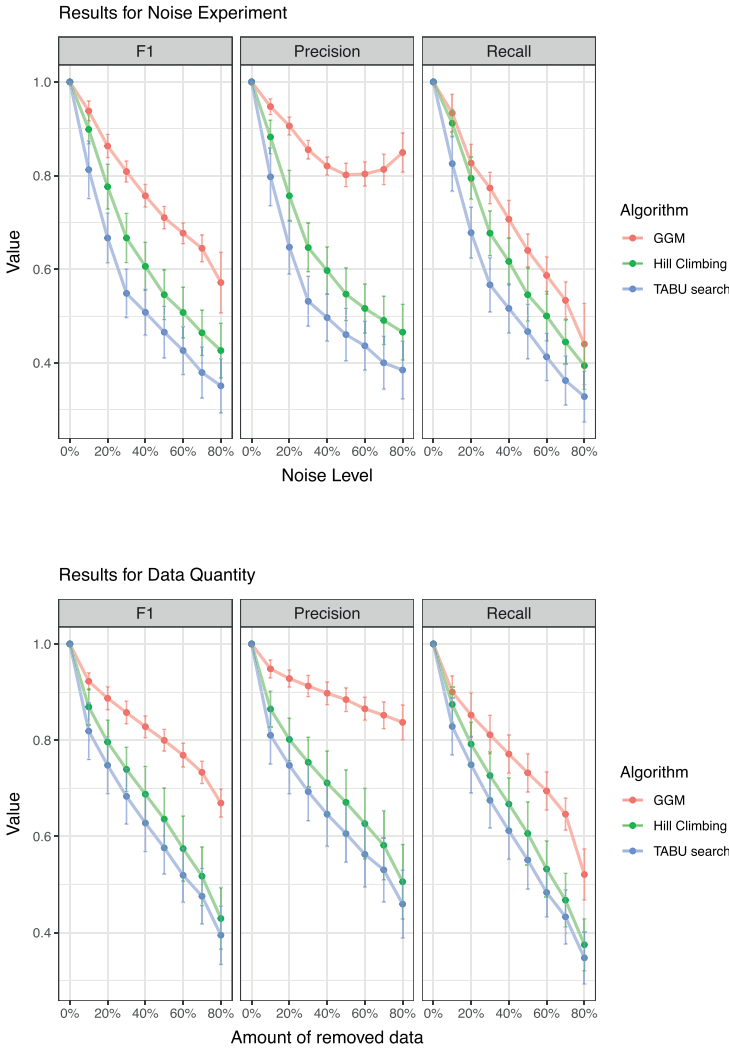 Results for Noise Experiment
F1 Precision Recall
1.0
0.8
0.6
0.4
Value
0% 20% 40% 60% 80% 0% 20% 40% 60% 80% 0% 20% 40% 60% 80%
Noise Level
Algorithm
GGM
Hill Climbing
TABU search
Results for Data Quantity
F1 Precision Recall
1.0
0.8
0.6
0.4
Value
0% 20% 40% 60% 80% 0% 20% 40% 60% 80% 0% 20% 40% 60% 80%
Amount of removed data
Algorithm
GGM
Hill Climbing
TABU search